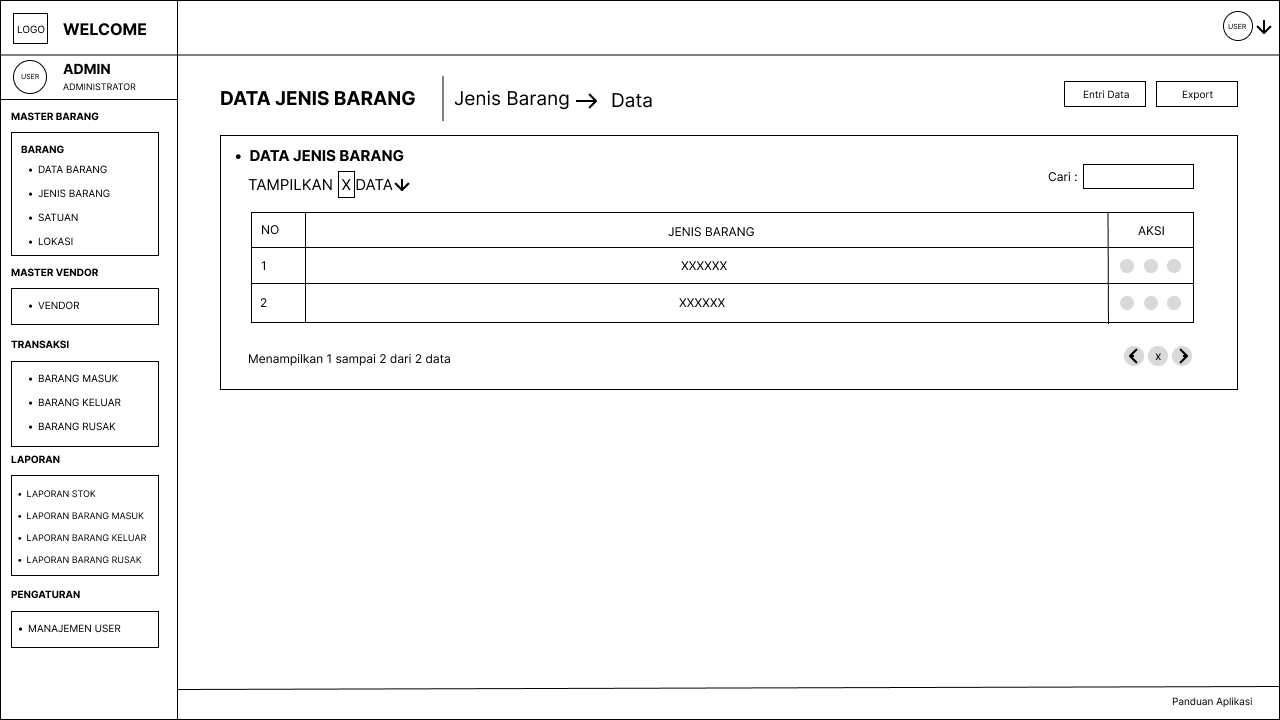 LOGO
WELCOME
USER
USER
ADMIN
ADMINISTRATOR
MASTER BARANG
BARANG
• DATA BARANG
• JENIS BARANG
• SATUAN
• LOKASI
MASTER VENDOR
• VENDOR
TRANSAKSI
• BARANG MASUK
• BARANG KELUAR
• BARANG RUSAK
LAPORAN
• LAPORAN STOK
• LAPORAN BARANG MASUK
• LAPORAN BARANG KELUAR
• LAPORAN BARANG RUSAK
PENGATURAN
• MANAJEMEN USER
DATA JENIS BARANG
Jenis Barang → Data
Entri Data
Export
• DATA JENIS BARANG
TAMPILKAN X DATA
Cari :
NO JENIS BARANG AKSI
1 XXXXXX
2 XXXXXX
Menampilkan 1 sampai 2 dari 2 data
x
Panduan Aplikasi